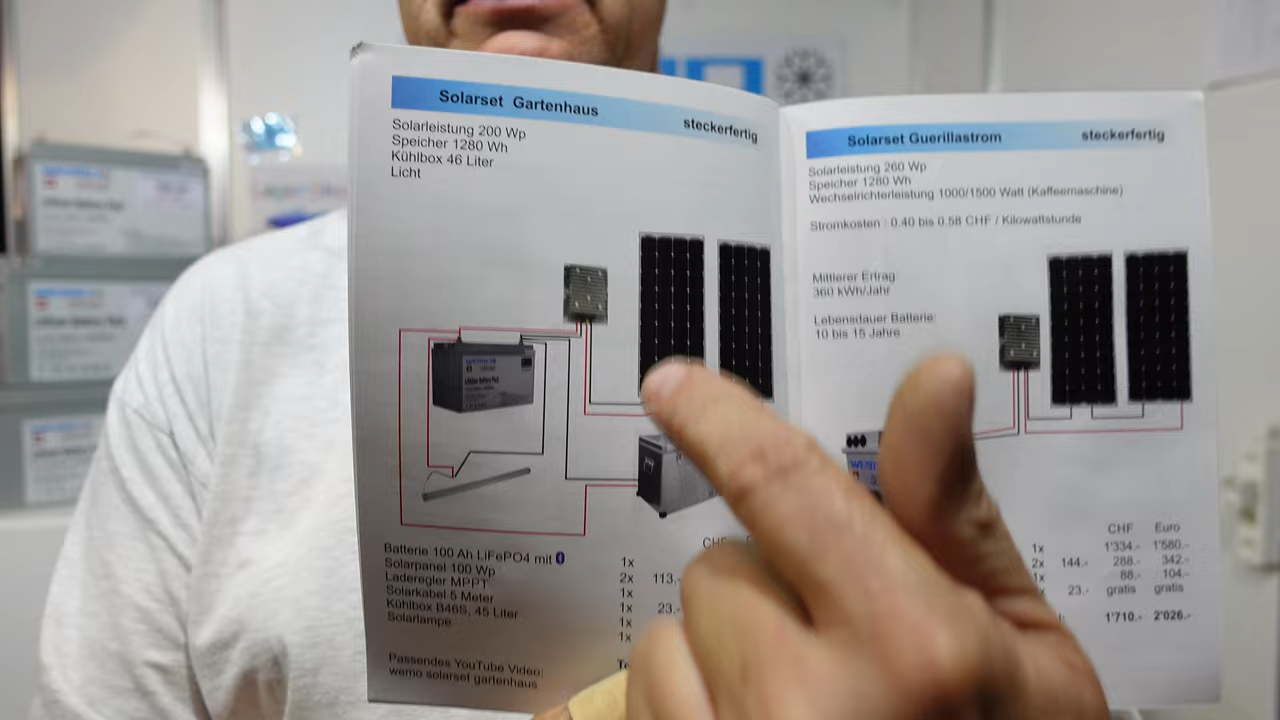 Solarset Gartenhaus
steckerfertig
Solarleistung 200 Wp
Speicher 1280 Wh
Kühlbox 46 Liter
Licht
Batterie 100 Ah LiFePO4 mit
1x
Solarpanel 100 Wp
2x 113.-
Laderegler MPPT
1x
Solarkabel 5 Meter
1x 23.-
Kühlbox B46S, 45 Liter
1x
Solarlampe
1x
CHF
Passendes YouTube Video:
wemo solarset gartenhaus
Solarset Guerillastrom
steckerfertig
Solarleistung 260 Wp
Speicher 1280 Wh
Wechselrichterleistung 1000/1500 Watt (Kaffeemaschine)
Stromkosten : 0.40 bis 0.58 CHF / Kilowattstunde
Mittlerer Ertrag:
360 kWh/Jahr
Lebensdauer Batterie:
10 bis 15 Jahre
CHF Euro
1x 1'334.- 1'580.-
2x 144.- 288.- 342.-
1x 88.- 104.-
1x 23.- gratis gratis
1'710.- 2'026.-